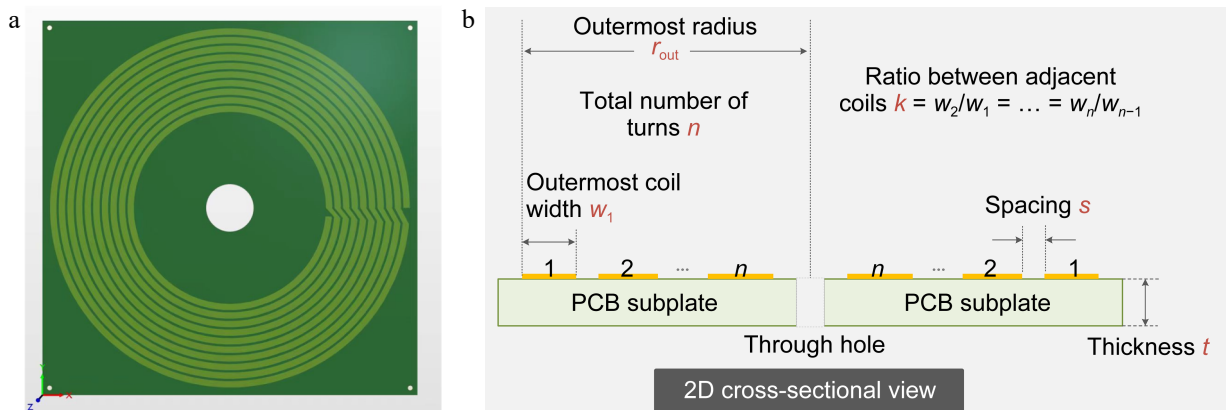 a
Y
X
Z
b
Outermost radius
r_out
Total number of
turns n
Ratio between adjacent
coils k = w₂/w₁ = … = wₙ/wₙ₋₁
Outermost coil
width w₁
Spacing s
1 2 ... n n ... 2 1
PCB subplate PCB subplate
Through hole
Thickness t
2D cross-sectional view